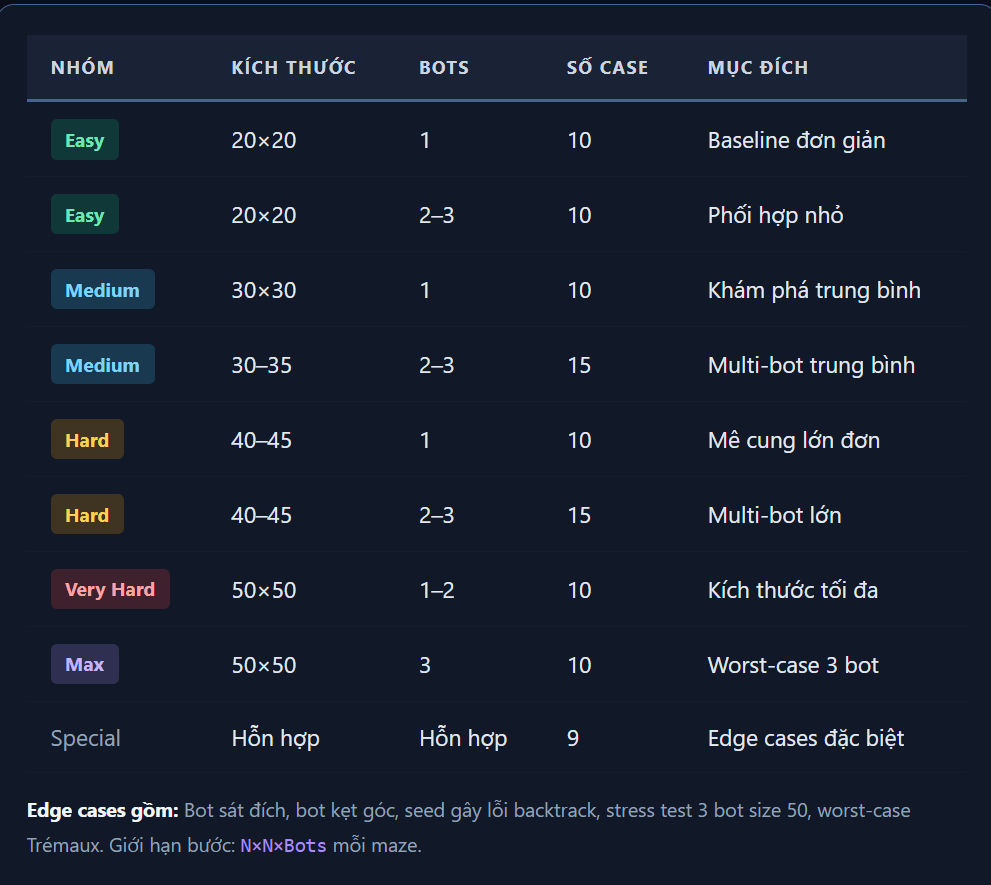 NHÓM KÍCH THƯỚC BOTS SỐ CASE MỤC ĐÍCH
Easy 20×20 1 10 Baseline đơn giản
Easy 20×20 2–3 10 Phối hợp nhỏ
Medium 30×30 1 10 Khám phá trung bình
Medium 30–35 2–3 15 Multi-bot trung bình
Hard 40–45 1 10 Mê cung lớn đơn
Hard 40–45 2–3 15 Multi-bot lớn
Very Hard 50×50 1–2 10 Kích thước tối đa
Max 50×50 3 10 Worst-case 3 bot
Special Hỗn hợp Hỗn hợp 9 Edge cases đặc biệt
Edge cases gồm: Bot sát đích, bot kẹt góc, seed gây lỗi backtrack, stress test 3 bot size 50, worst-case
Trémaux. Giới hạn bước: N×N×Bots mỗi maze.